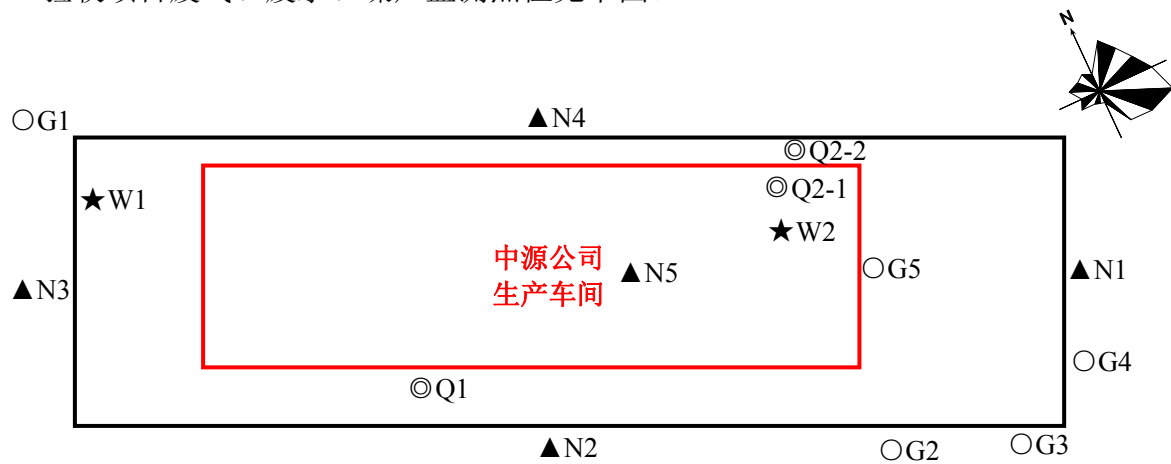 N
○G1
▲N4
◎Q2-2
◎Q2-1
★W1
★W2
中源公司
生产车间
▲N5
○G5
▲N1
▲N3
○G4
◎Q1
▲N2
○G2
○G3